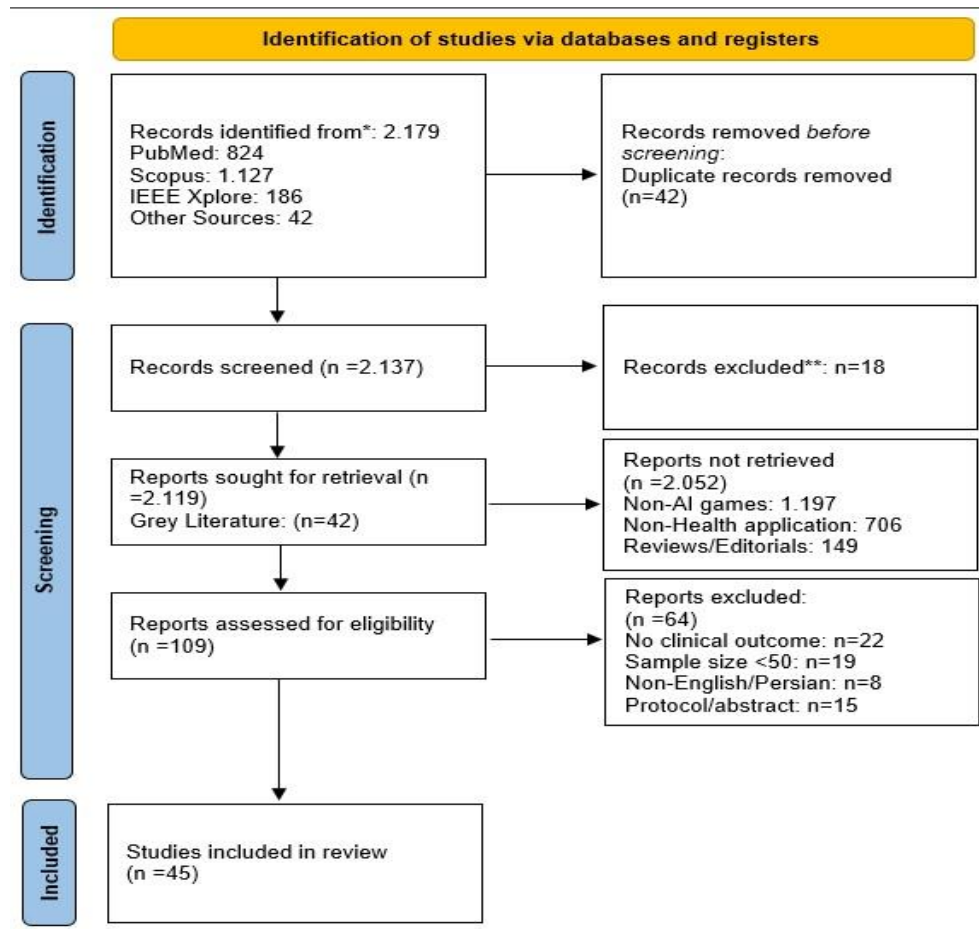 Identification of studies via databases and registers
Identification
Records identified from*: 2.179
PubMed: 824
Scopus: 1.127
IEEE Xplore: 186
Other Sources: 42
Records removed before
screening:
Duplicate records removed
(n=42)
Screening
Records screened (n =2.137)
Records excluded**: n=18
Reports sought for retrieval (n
=2.119)
Grey Literature: (n=42)
Reports not retrieved
(n =2.052)
Non-AI games: 1.197
Non-Health application: 706
Reviews/Editorials: 149
Reports assessed for eligibility
(n =109)
Reports excluded:
(n =64)
No clinical outcome: n=22
Sample size <50: n=19
Non-English/Persian: n=8
Protocol/abstract: n=15
Included
Studies included in review
(n =45)